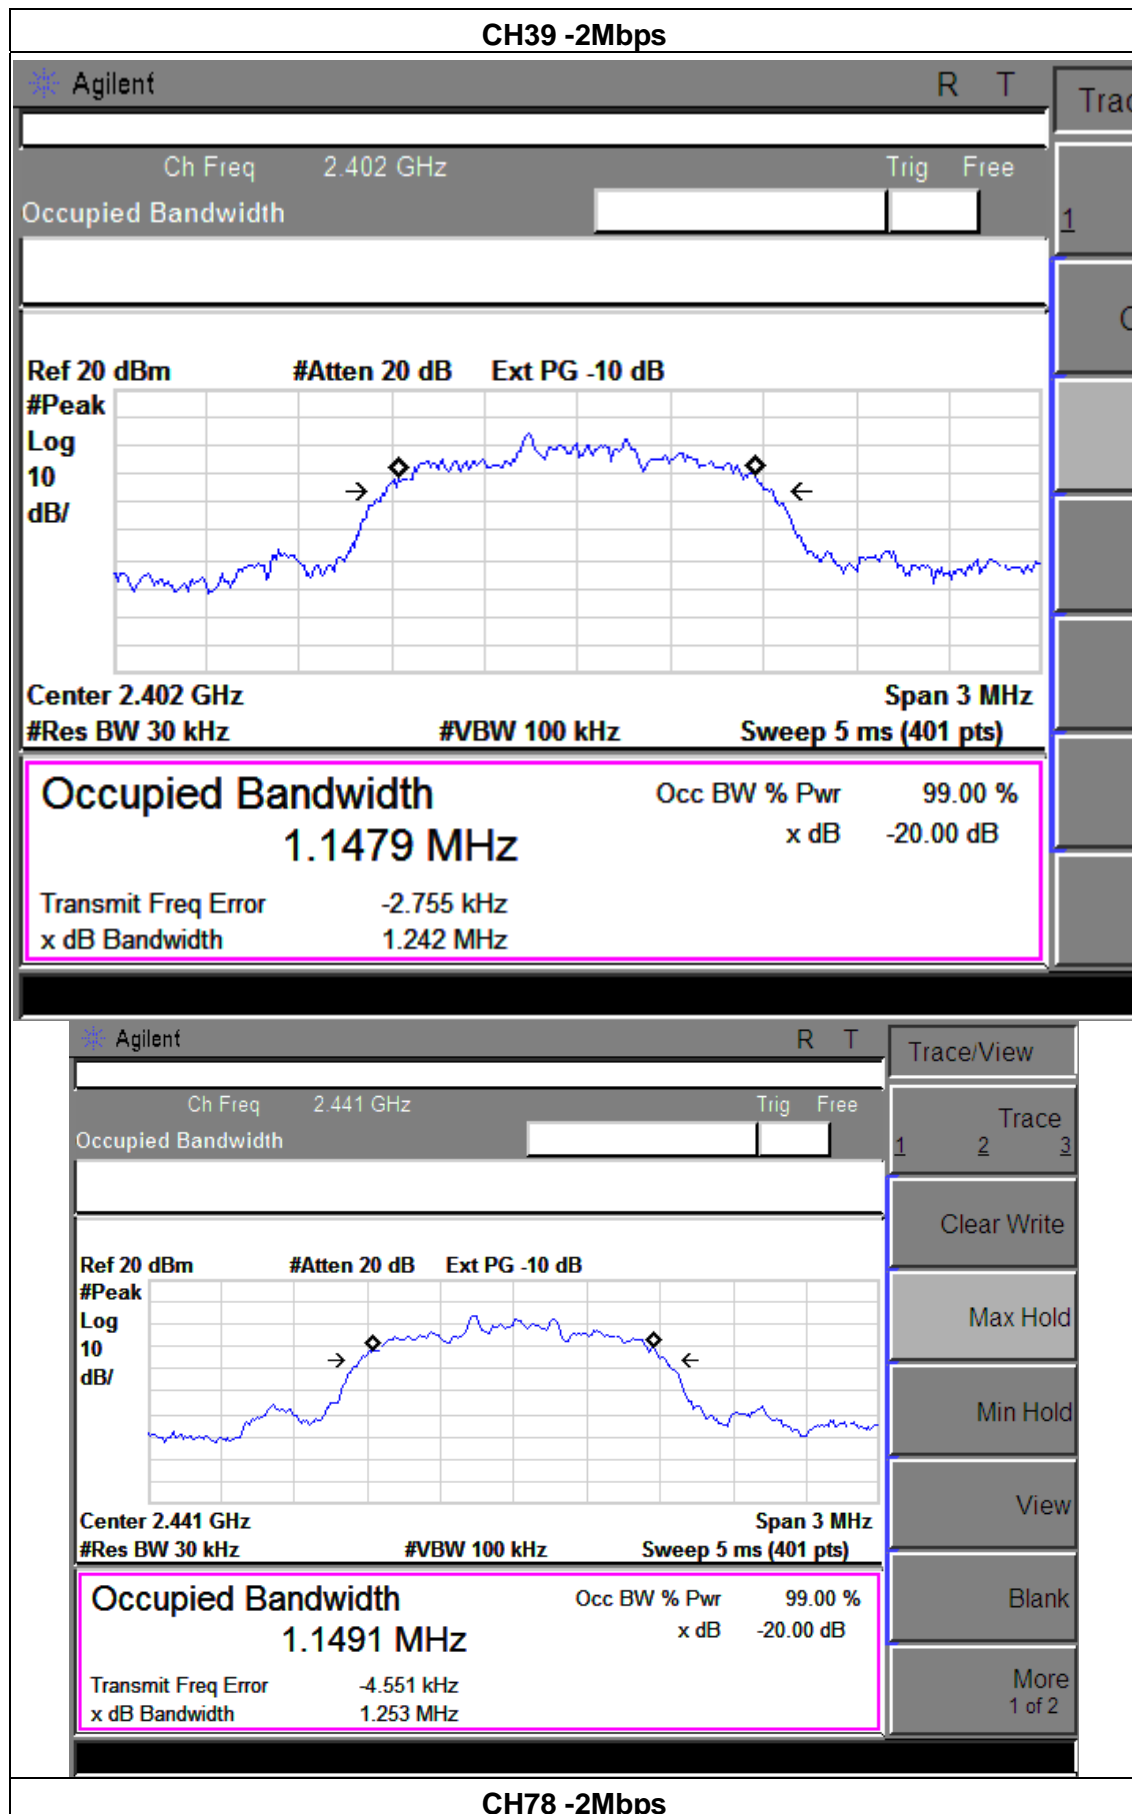 CH39 -2Mbps
Agilent R T
Trac
Ch Freq 2.402 GHz Trig Free
Occupied Bandwidth
1
C
Ref 20 dBm #Atten 20 dB Ext PG -10 dB
#Peak
Log
10
dB/
Center 2.402 GHz Span 3 MHz
#Res BW 30 kHz #VBW 100 kHz Sweep 5 ms (401 pts)
Occupied Bandwidth Occ BW % Pwr 99.00 %
1.1479 MHz x dB -20.00 dB
Transmit Freq Error -2.755 kHz
x dB Bandwidth 1.242 MHz
Agilent R T
Trace/View
Ch Freq 2.441 GHz Trig Free
Occupied Bandwidth
Trace
1 2 3
Clear Write
Ref 20 dBm #Atten 20 dB Ext PG -10 dB
#Peak
Log
10
dB/
Max Hold
Min Hold
View
Center 2.441 GHz Span 3 MHz
#Res BW 30 kHz #VBW 100 kHz Sweep 5 ms (401 pts)
Occupied Bandwidth Occ BW % Pwr 99.00 %
1.1491 MHz x dB -20.00 dB
Transmit Freq Error -4.551 kHz
x dB Bandwidth 1.253 MHz
Blank
More
1 of 2
CH78 -2Mbps